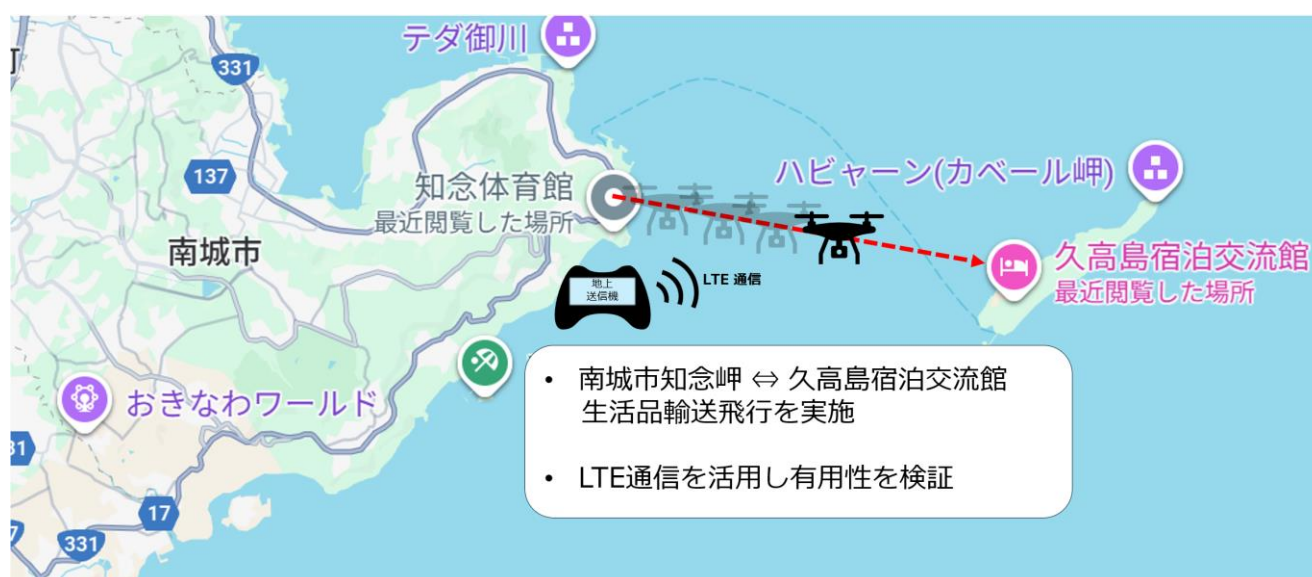 テダ御川
331
137
知念体育館
最近閲覧した場所
ハビャーン(カベール岬)
南城市
久高島宿泊交流館
最近閲覧した場所
地上
送信機
LTE 通信
おきなわワールド
• 南城市知念岬 ⇔ 久高島宿泊交流館
生活品輸送飛行を実施
• LTE通信を活用し有用性を検証
17
331